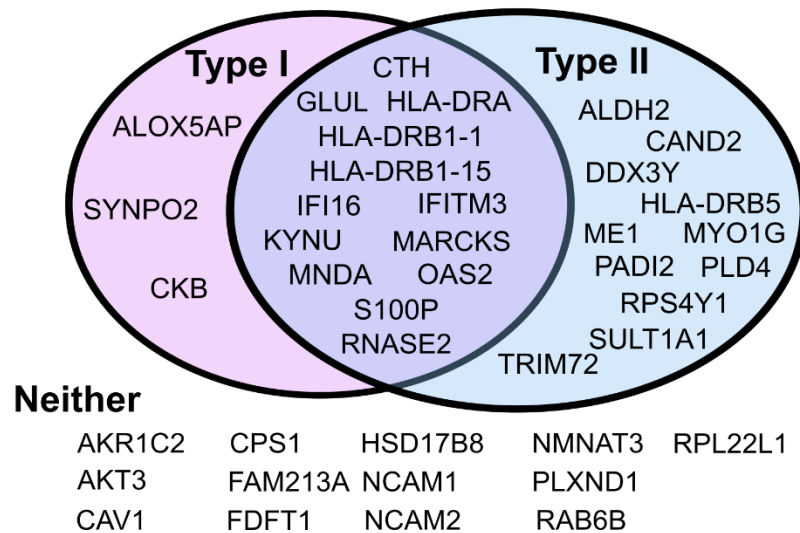 Type I
Type II
ALOX5AP
SYNPO2
CKB
CTH
GLUL HLA-DRA
HLA-DRB1-1
HLA-DRB1-15
IFI16 IFITM3
KYNU MARCKS
MNDA OAS2
S100P
RNASE2
ALDH2
CAND2
DDX3Y
HLA-DRB5
ME1 MYO1G
PADI2 PLD4
RPS4Y1
SULT1A1
TRIM72
Neither
AKR1C2 CPS1 HSD17B8 NMNAT3 RPL22L1
AKT3 FAM213A NCAM1 PLXND1
CAV1 FDFT1 NCAM2 RAB6B